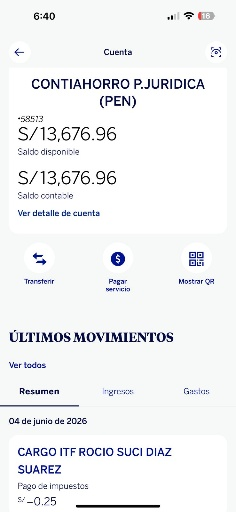 6:40
16
Cuenta
CONTIAHORRO P.JURIDICA
(PEN)
•58513
S/13,676.96
Saldo disponible
S/13,676.96
Saldo contable
Ver detalle de cuenta
Transferir
Pagar
servicio
Mostrar QR
ÚLTIMOS MOVIMIENTOS
Ver todos
Resumen
Ingresos
Gastos
04 de junio de 2026
CARGO ITF ROCIO SUCI DIAZ
SUAREZ
Pago de impuestos
S/ -0.25